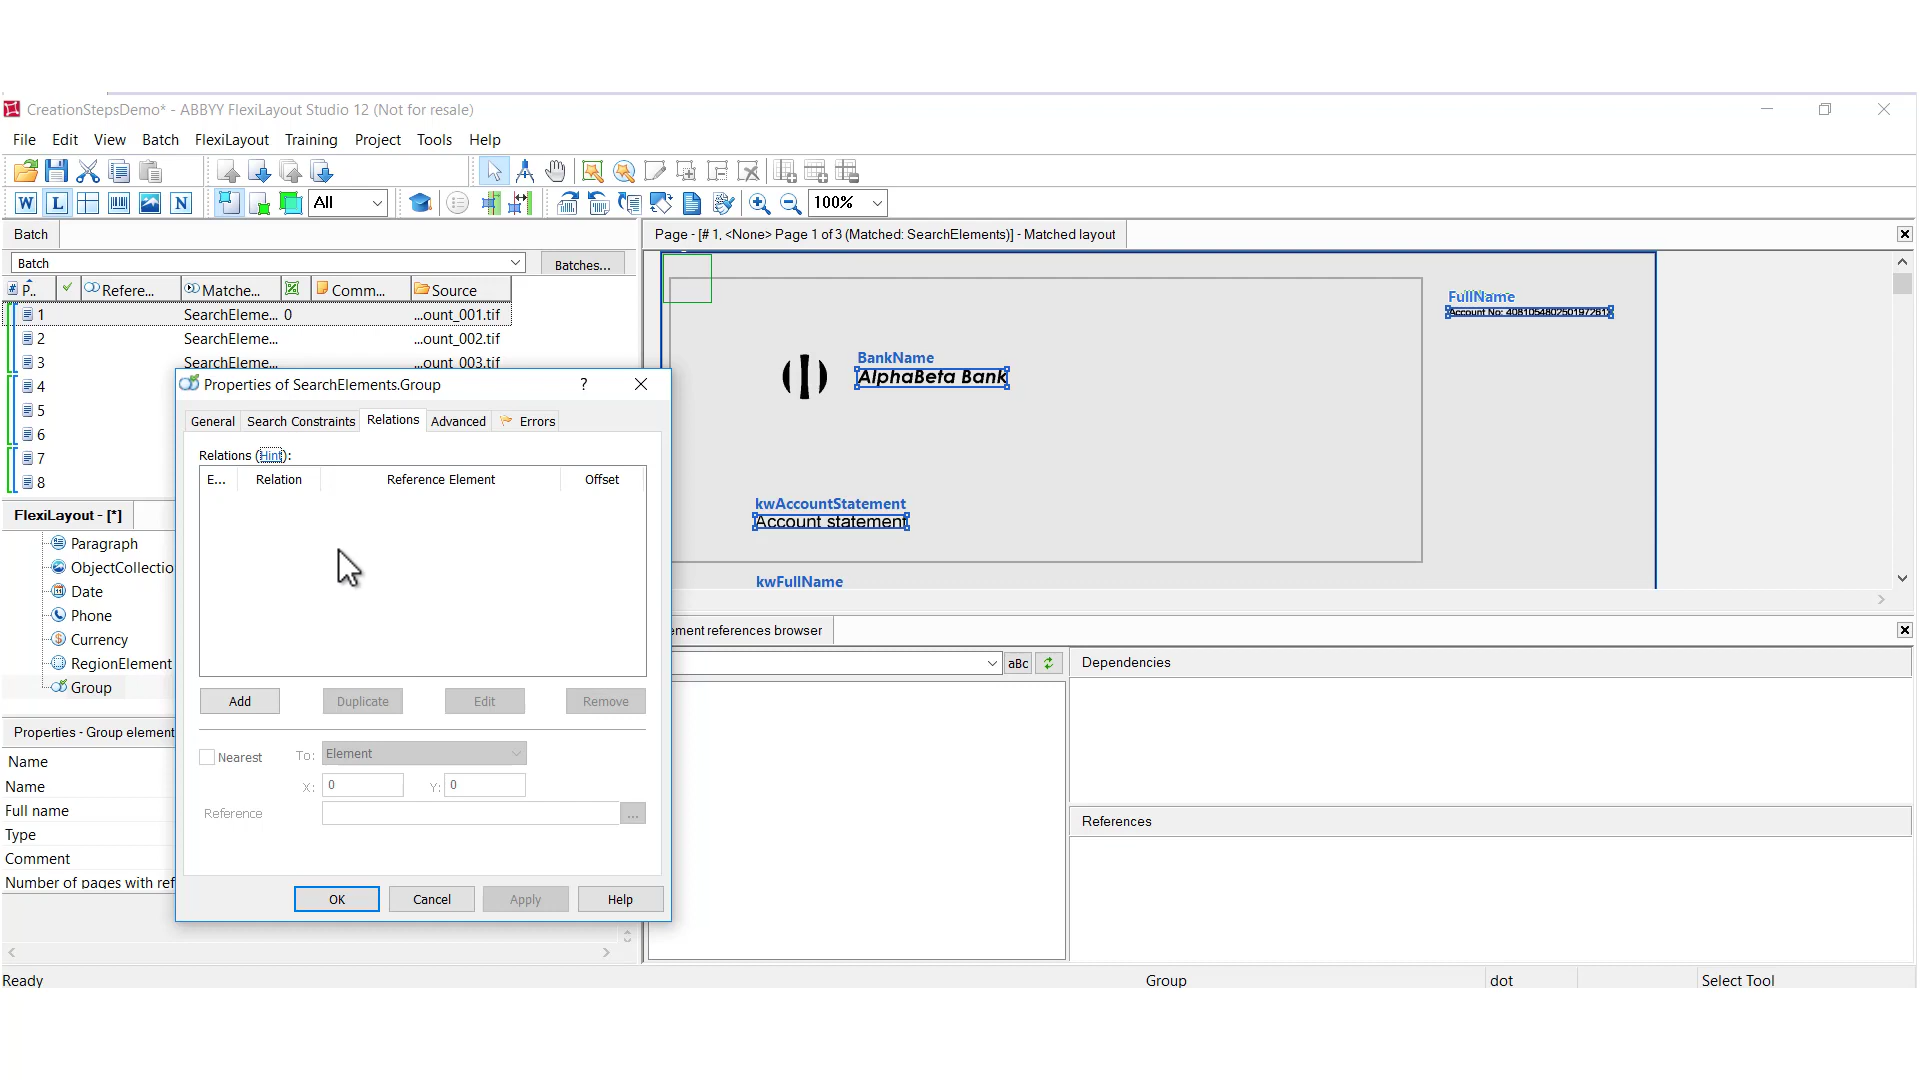 CreationStepsDemo* - ABBYY FlexiLayout Studio 12 (Not for resale)
File Edit View Batch FlexiLayout Training Project Tools Help
W L N All 100%
Batch
Page - [# 1, <None> Page 1 of 3 (Matched: SearchElements)] - Matched layout
Batch Batches...
# P.. Refere... Matche... Comm... Source
1 SearchEleme... 0 ...ount_001.tif
2 SearchEleme... ...ount_002.tif
3 SearchEleme... ...ount_003.tif
4
5
6
7
8
FullName
Account No:
BankName
AlphaBeta Bank
kwAccountStatement
Account statement
kwFullName
Properties of SearchElements.Group ?
General Search Constraints Relations Advanced Errors
Relations (Hint):
E... Relation Reference Element Offset
Add Duplicate Edit Remove
Nearest To: Element
X: 0 Y: 0
Reference ...
OK Cancel Apply Help
FlexiLayout - [*]
Paragraph
ObjectCollectio
Date
Phone
Currency
RegionElement
Group
Properties - Group element
Name
Name
Full name
Type
Comment
Number of pages with ref
ement references browser
aBc
Dependencies
References
Ready Group dot Select Tool